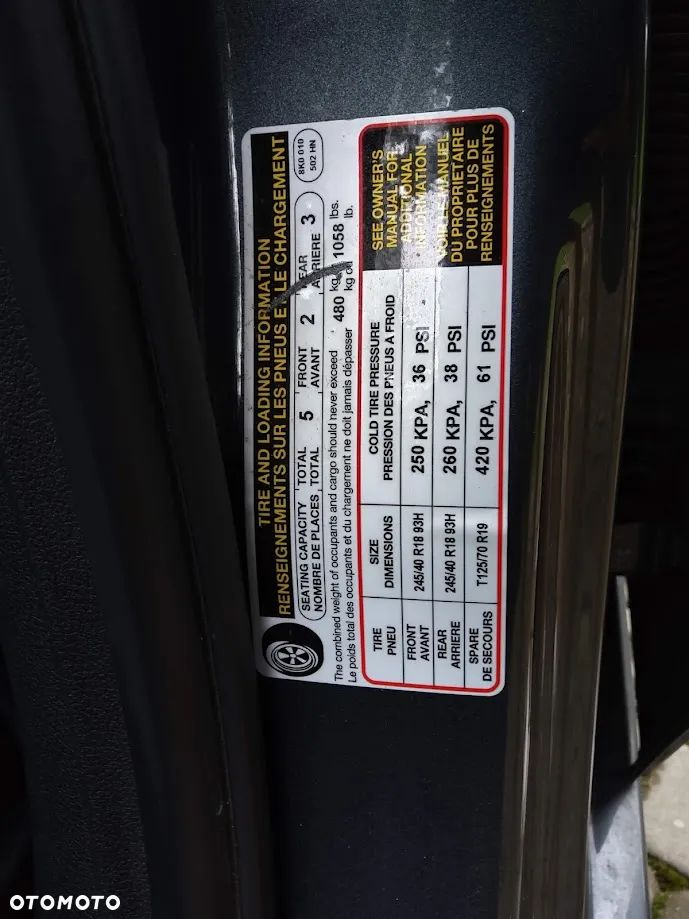 TIRE AND LOADING INFORMATION
RENSEIGNEMENTS SUR LES PNEUS ET LE CHARGEMENT
SEATING CAPACITY TOTAL 5 FRONT 2 REAR 3
NOMBRE DE PLACES TOTAL AVANT ARRIERE
8K0 010
502 HN
The combined weight of occupants and cargo should never exceed 480 kg or 1058 lbs.
Le poids total des occupants et du chargement ne doit jamais dépasser kg ou lb.
TIRE
PNEU
SIZE
DIMENSIONS
COLD TIRE PRESSURE
PRESSION DES PNEUS A FROID
SEE OWNER'S
MANUAL FOR
ADDITIONAL
INFORMATION
VOIR LE MANUEL
DU PROPRIETAIRE
POUR PLUS DE
RENSEIGNEMENTS
FRONT
AVANT
245/40 R18 93H
250 KPA, 36 PSI
REAR
ARRIERE
245/40 R18 93H
260 KPA, 38 PSI
SPARE
DE SECOURS
T125/70 R19
420 KPA, 61 PSI
OTOMOTO